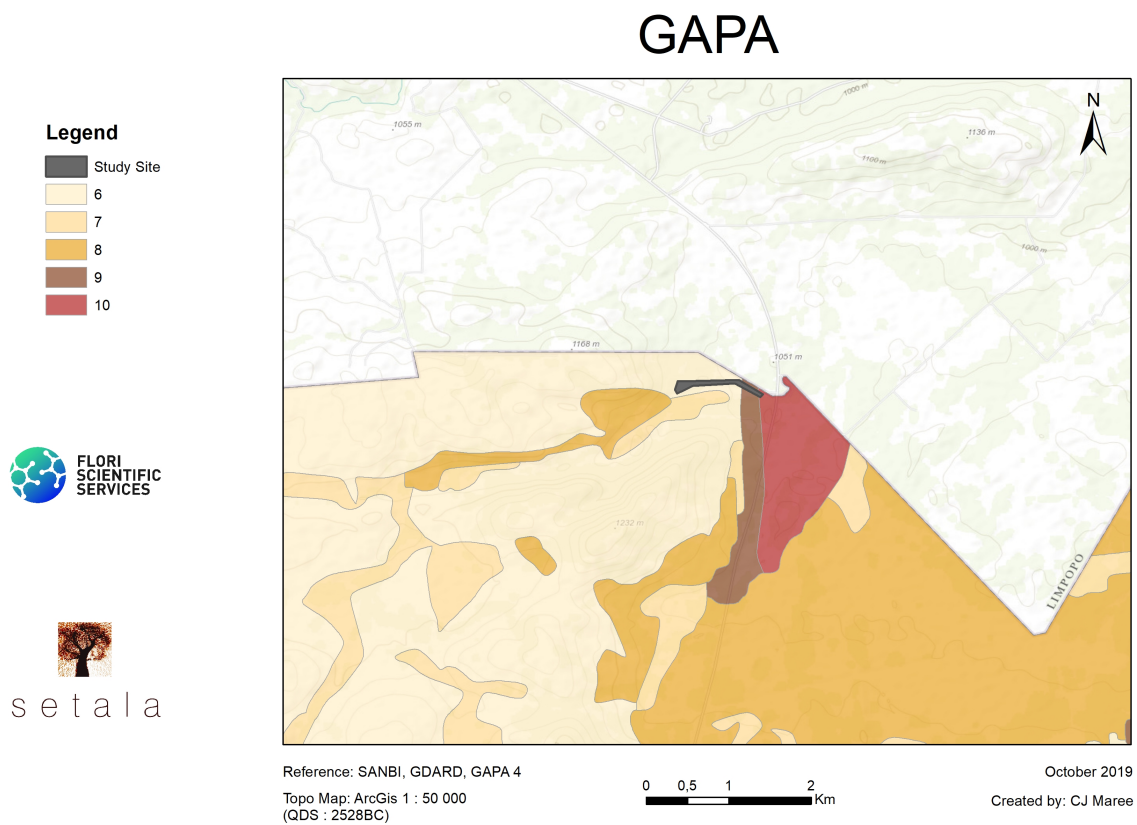 GAPA
Legend
Study Site
6
7
8
9
10
FLORI
SCIENTIFIC
SERVICES
setala
N
1000 m
1055 m
1136 m
1100 m
1000 m
1168 m
1051 m
1232 m
LIMPOPO
Reference: SANBI, GDARD, GAPA 4
Topo Map: ArcGis 1 : 50 000
(QDS : 2528BC)
0 0,5 1 2
Km
October 2019
Created by: CJ Maree